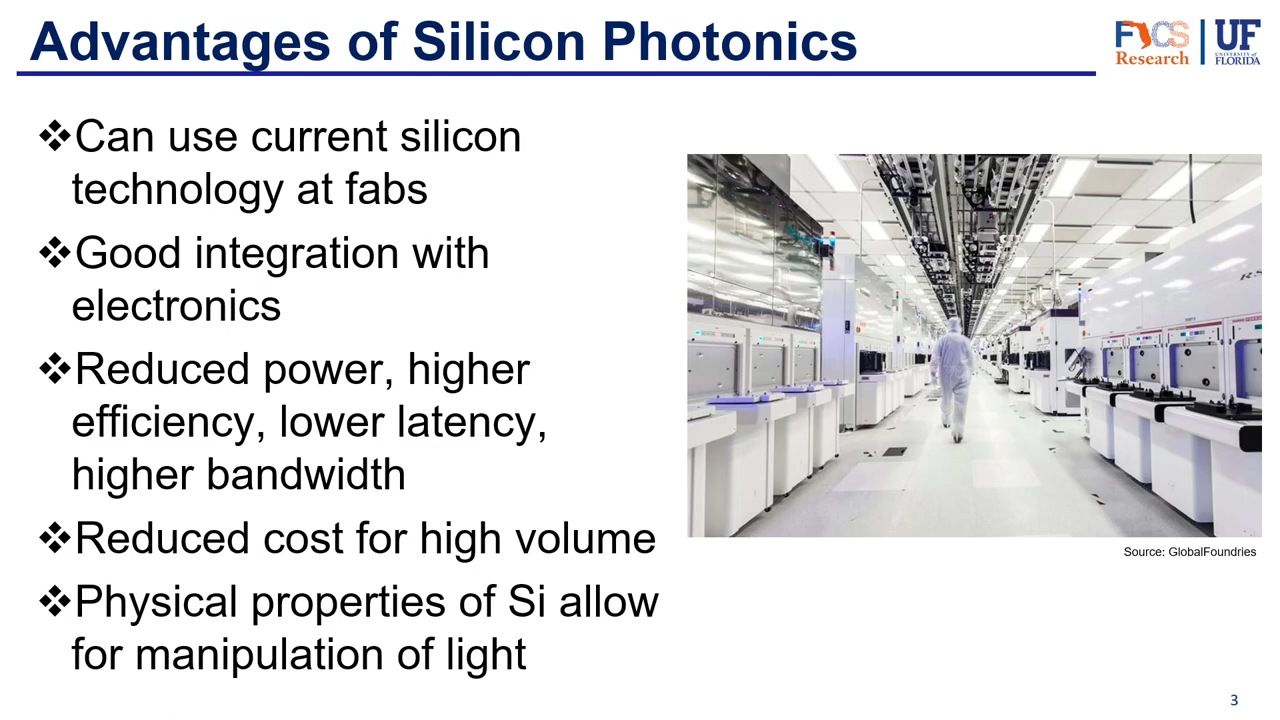 Advantages of Silicon Photonics
FICS
Research
UF
UNIVERSITY of
FLORIDA
❖Can use current silicon
technology at fabs
❖Good integration with
electronics
❖Reduced power, higher
efficiency, lower latency,
higher bandwidth
❖Reduced cost for high volume
❖Physical properties of Si allow
for manipulation of light
Source: GlobalFoundries
3